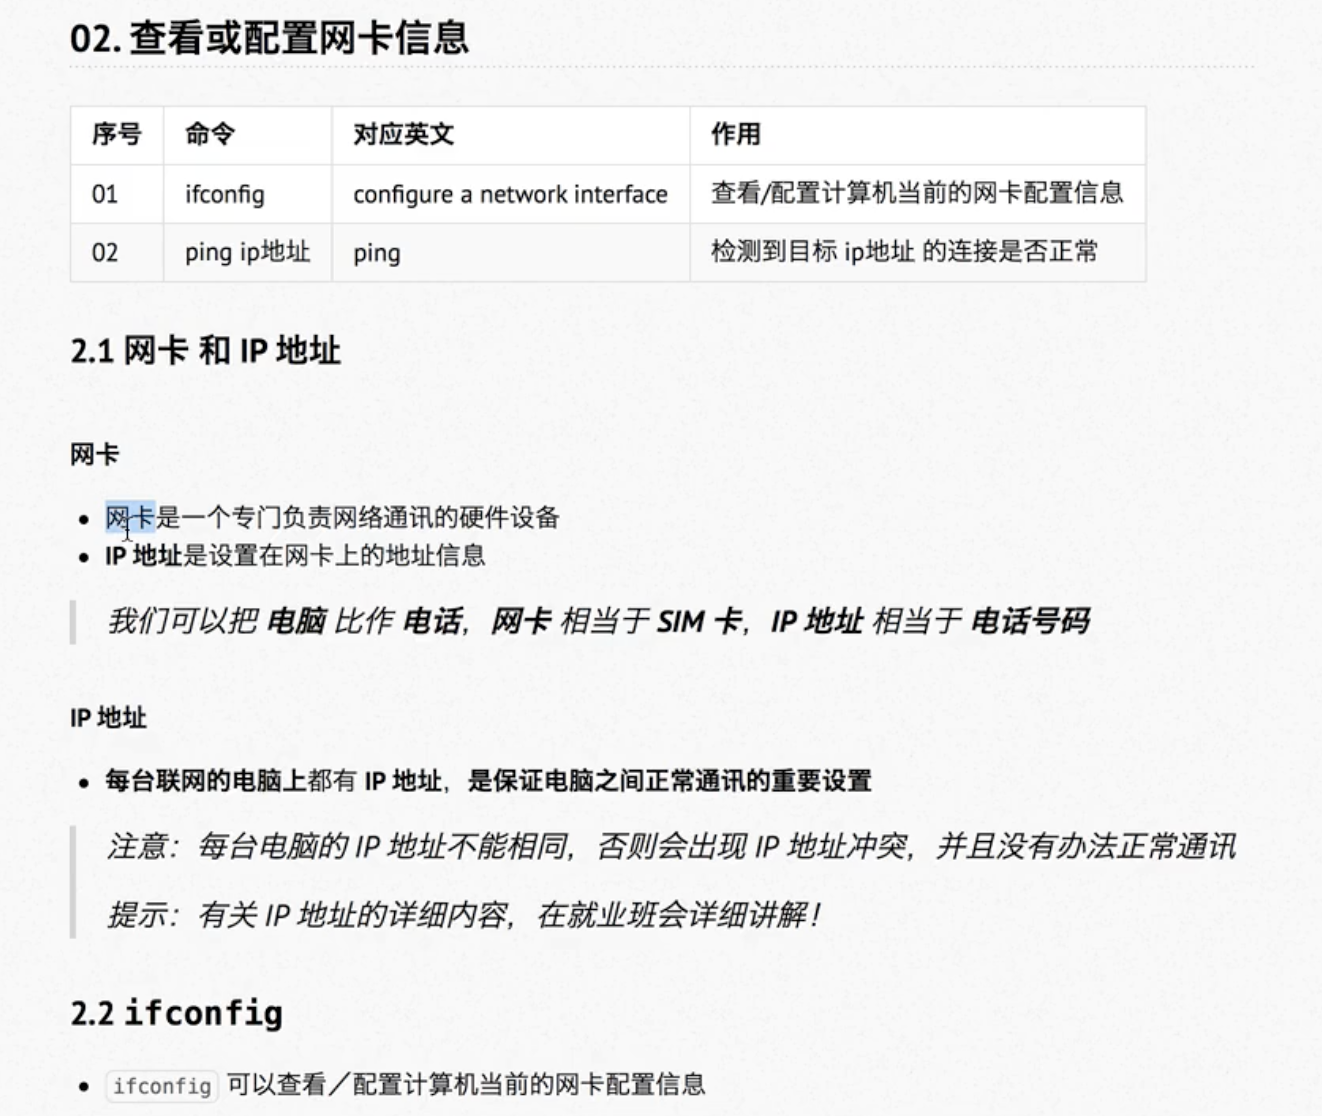 02. 查看或配置网卡信息
序号 命令 对应英文 作用
01 ifconfig configure a network interface 查看/配置计算机当前的网卡配置信息
02 ping ip地址 ping 检测到目标 ip地址 的连接是否正常
2.1 网卡 和 IP 地址
网卡
• 网卡是一个专门负责网络通讯的硬件设备
• IP 地址是设置在网卡上的地址信息
我们可以把 电脑 比作 电话，网卡 相当于 SIM 卡，IP 地址 相当于 电话号码
IP 地址
• 每台联网的电脑上都有 IP 地址，是保证电脑之间正常通讯的重要设置
注意：每台电脑的 IP 地址不能相同，否则会出现 IP 地址冲突，并且没有办法正常通讯
提示：有关 IP 地址的详细内容，在就业班会详细讲解！
2.2 ifconfig
• ifconfig 可以查看／配置计算机当前的网卡配置信息